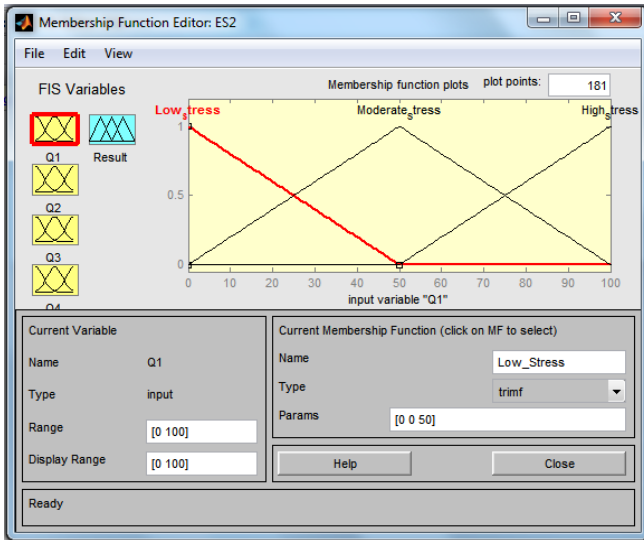 Membership Function Editor: ES2
File Edit View
FIS Variables
Membership function plots plot points: 181
Low_stress Moderate_stress High_stress
Q1 Result
Q2
Q3
Q4
1
0.5
0
0 10 20 30 40 50 60 70 80 90 100
input variable "Q1"
Current Variable
Name Q1
Type input
Range [0 100]
Display Range [0 100]
Current Membership Function (click on MF to select)
Name Low_Stress
Type trimf
Params [0 0 50]
Help Close
Ready